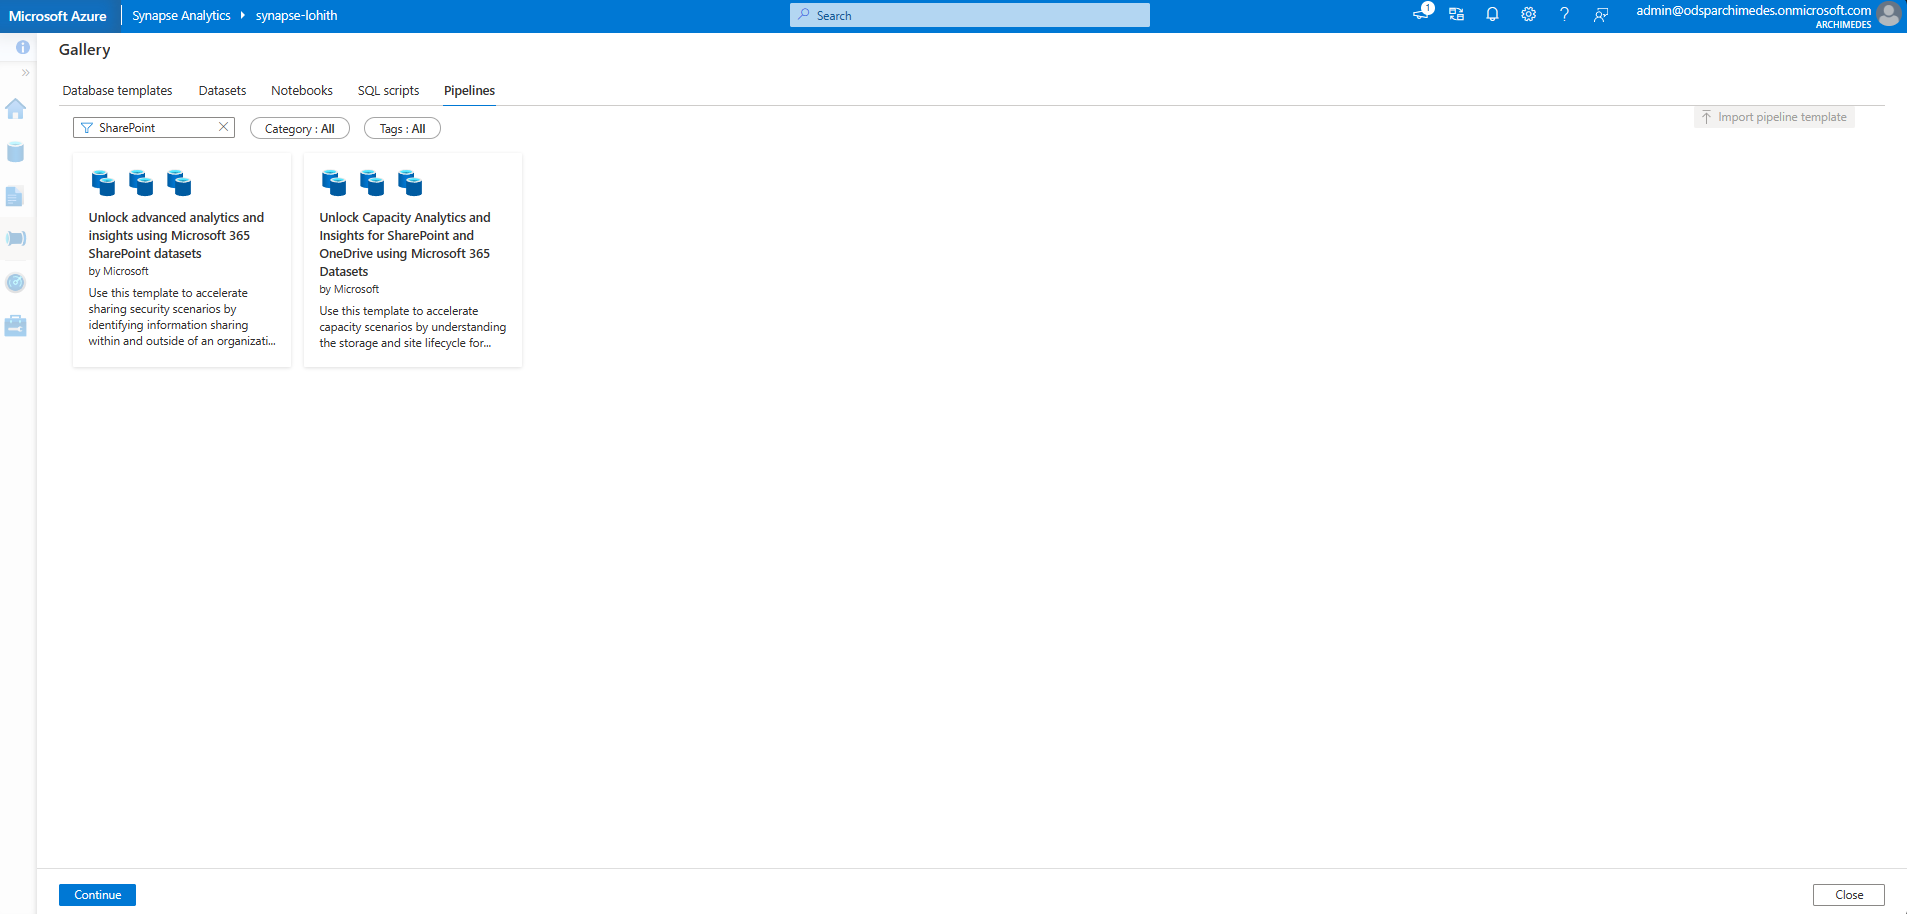 Microsoft Azure
Synapse Analytics
synapse-lohith
Search
1
?
admin@odsparchimedes.onmicrosoft.com
ARCHIMEDES
i
»
Gallery
Database templates
Datasets
Notebooks
SQL scripts
Pipelines
SharePoint
Category : All
Tags : All
Import pipeline template
Unlock advanced analytics and
insights using Microsoft 365
SharePoint datasets
by Microsoft
Use this template to accelerate
sharing security scenarios by
identifying information sharing
within and outside of an organizati...
Unlock Capacity Analytics and
Insights for SharePoint and
OneDrive using Microsoft 365
Datasets
by Microsoft
Use this template to accelerate
capacity scenarios by understanding
the storage and site lifecycle for...
Continue
Close